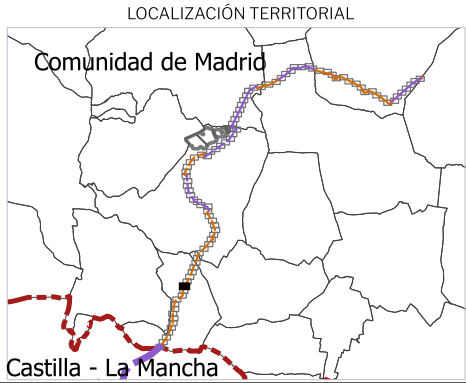 LOCALIZACIÓN TERRITORIAL
Comunidad de Madrid
Castilla - La Mancha